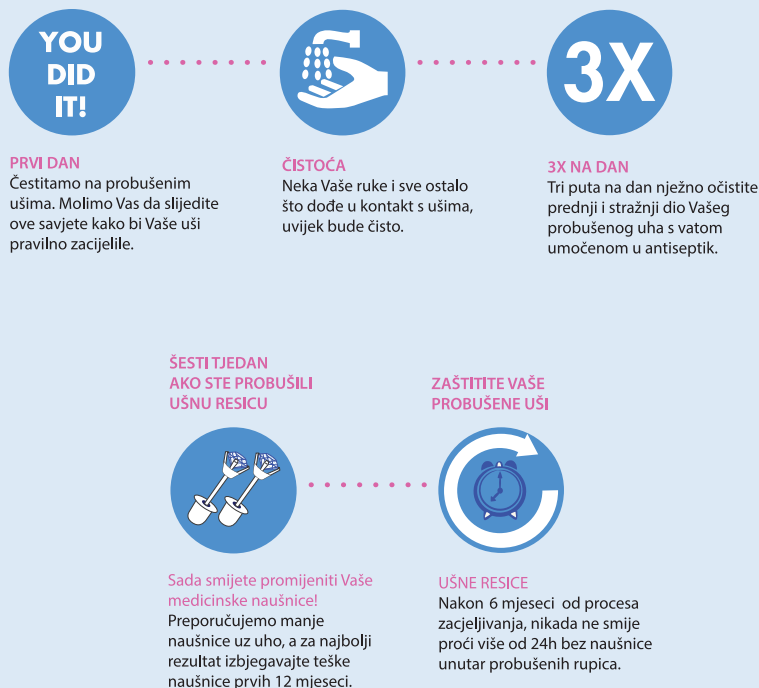 YOU
DID
IT!
3X
PRVI DAN
Čestitamo na probušenim
ušima. Molimo Vas da slijedite
ove savjete kako bi Vaše uši
pravilno zacijelile.
ČISTOĆA
Neka Vaše ruke i sve ostalo
što dođe u kontakt s ušima,
uvijek bude čisto.
3X NA DAN
Tri puta na dan nježno očistite
prednji i stražnji dio Vašeg
probušenog uha s vatom
umočenom u antiseptik.
ŠESTI TJEDAN
AKO STE PROBUŠILI
UŠNU RESICU
Sada smijete promijeniti Vaše
medicinske naušnice!
Preporučujemo manje
naušnice uz uho, a za najbolji
rezultat izbjegavajte teške
naušnice prvih 12 mjeseci.
ZAŠTITITE VAŠE
PROBUŠENE UŠI
UŠNE RESICE
Nakon 6 mjeseci od procesa
zacjeljivanja, nikada ne smije
proći više od 24h bez naušnice
unutar probušenih rupica.